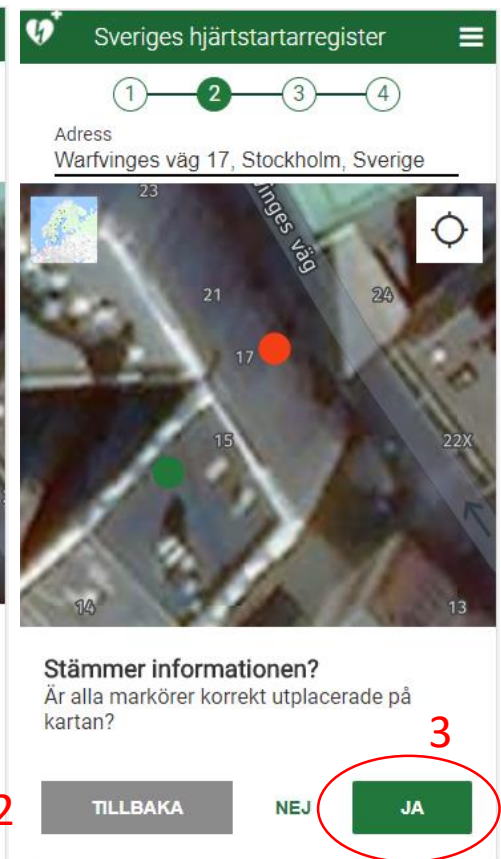 Sveriges hjärtstartarregister
1 2 3 4
Adress
Warfvinges väg 17, Stockholm, Sverige
23
vinges väg
21
24
17
15
22X
14
13
Stämmer informationen?
Är alla markörer korrekt utplacerade på
kartan?
3
2
TILLBAKA NEJ JA